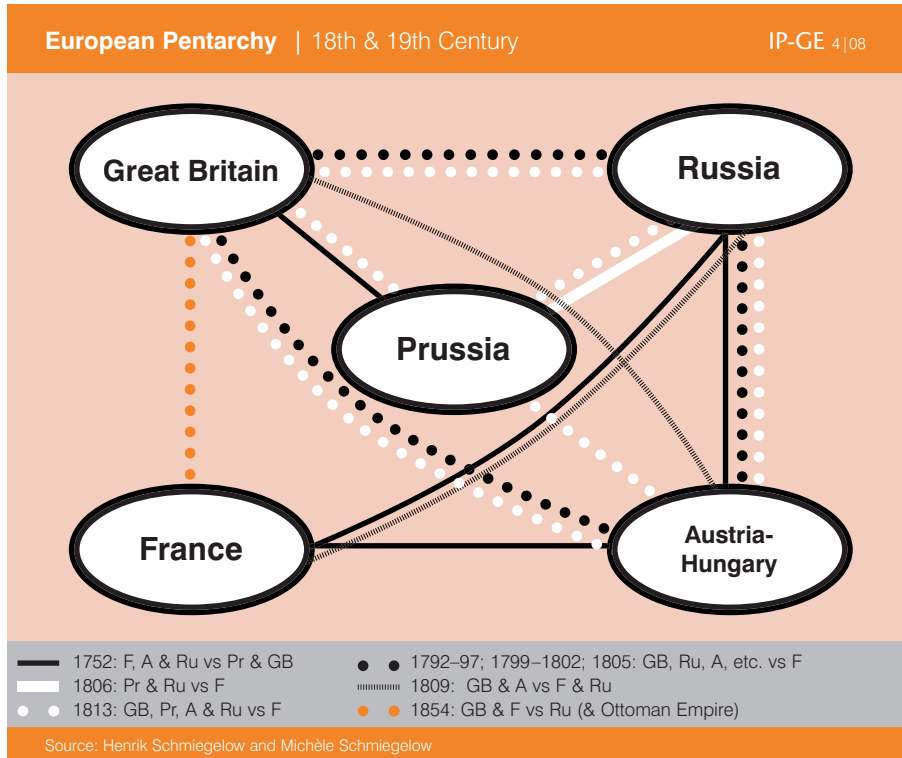 European Pentarchy | 18th & 19th Century
IP-GE 4|08
Great Britain
Russia
Prussia
France
Austria-
Hungary
1752: F, A & Ru vs Pr & GB
1806: Pr & Ru vs F
1813: GB, Pr, A & Ru vs F
1792–97; 1799–1802; 1805: GB, Ru, A, etc. vs F
1809: GB & A vs F & Ru
1854: GB & F vs Ru (& Ottoman Empire)
Source: Henrik Schmiegelow and Michèle Schmiegelow